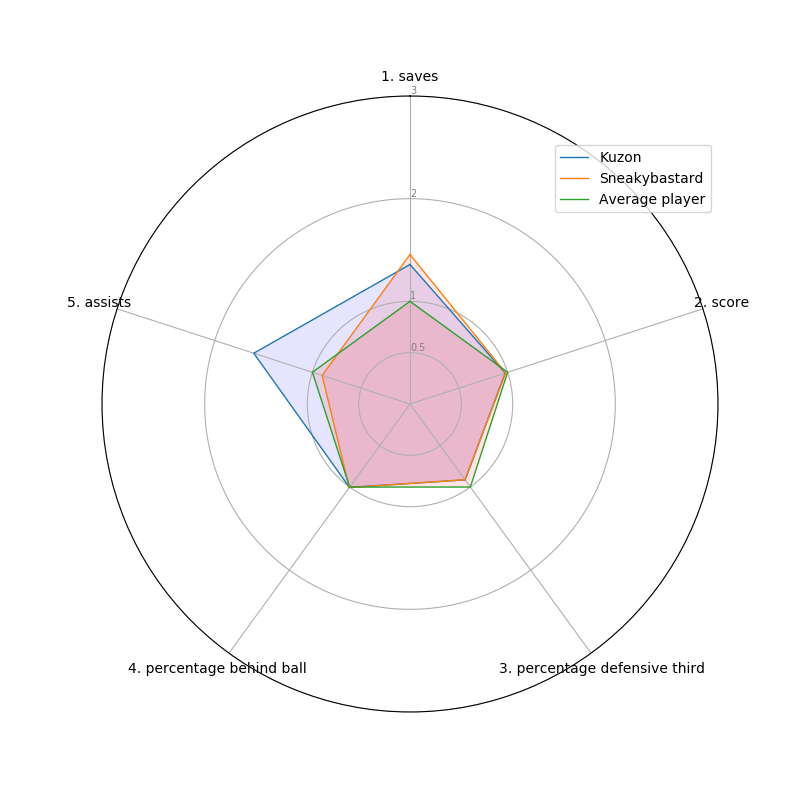 1. saves
3
Kuzon
Sneakybastard
Average player
2
5. assists
1
2. score
0.5
4. percentage behind ball
3. percentage defensive third